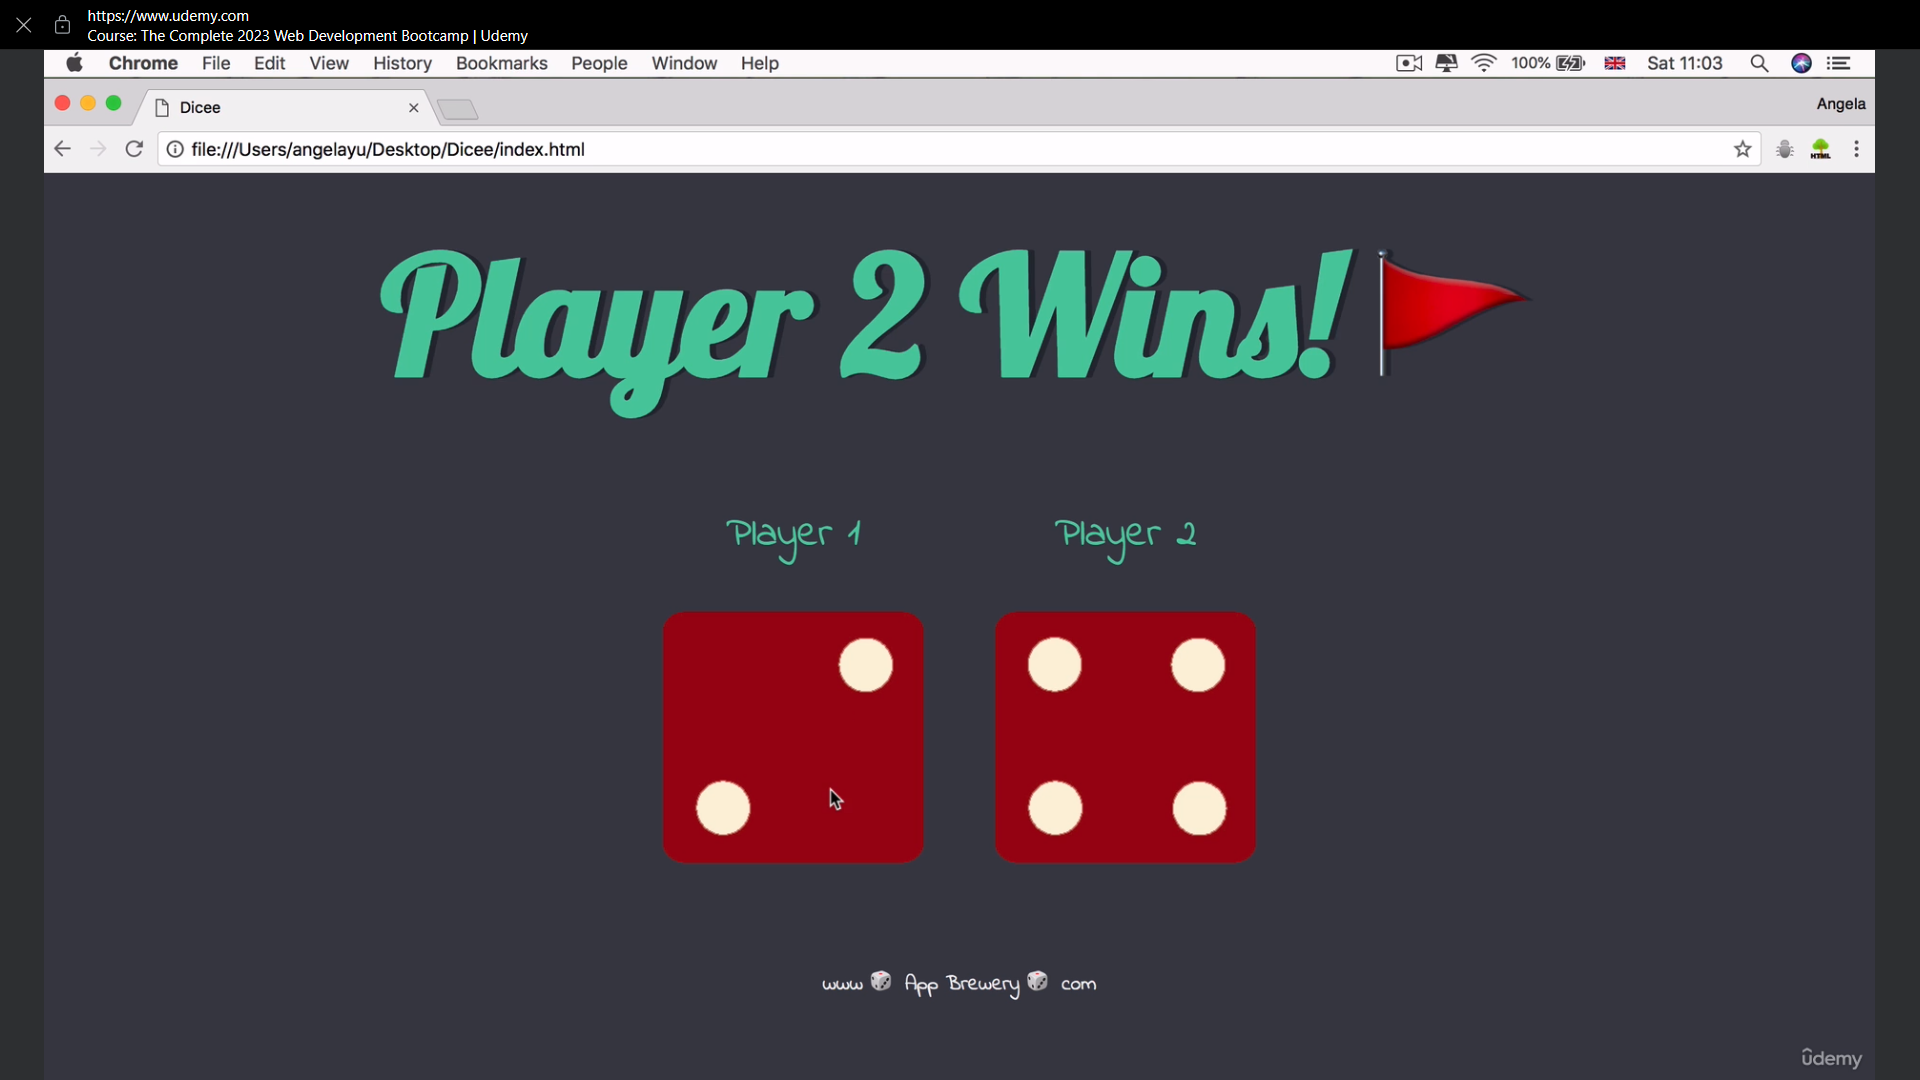 https://www.udemy.com
Course: The Complete 2023 Web Development Bootcamp | Udemy
Chrome File Edit View History Bookmarks People Window Help 100% Sat 11:03
Dicee Angela
file:///Users/angelayu/Desktop/Dicee/index.html HTML
Player 2 Wins!
Player 1 Player 2
www App Brewery com
udemy